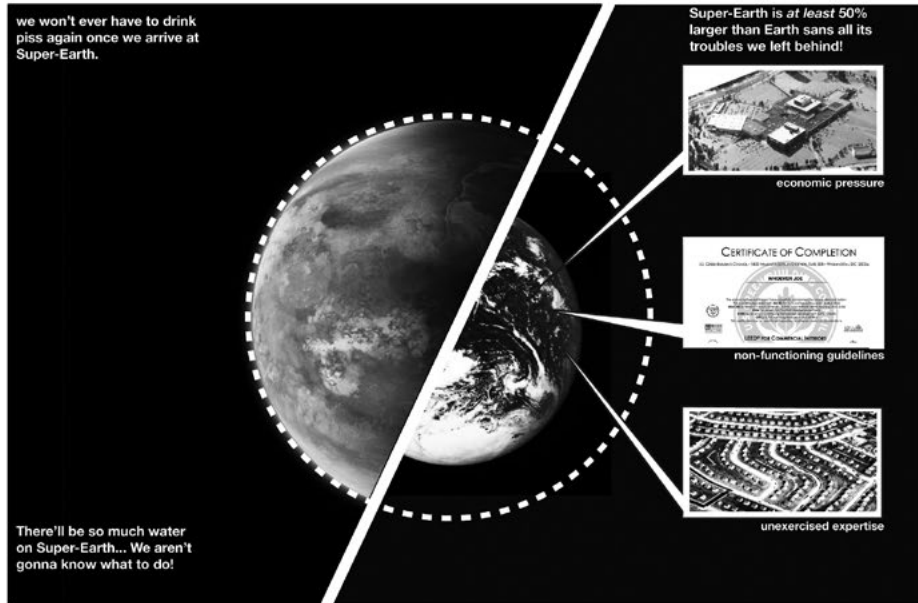 we won't ever have to drink
piss again once we arrive at
Super-Earth.
Super-Earth is at least 50%
larger than Earth sans all its
troubles we left behind!
economic pressure
CERTIFICATE OF COMPLETION
non-functioning guidelines
unexercised expertise
There'll be so much water
on Super-Earth... We aren't
gonna know what to do!